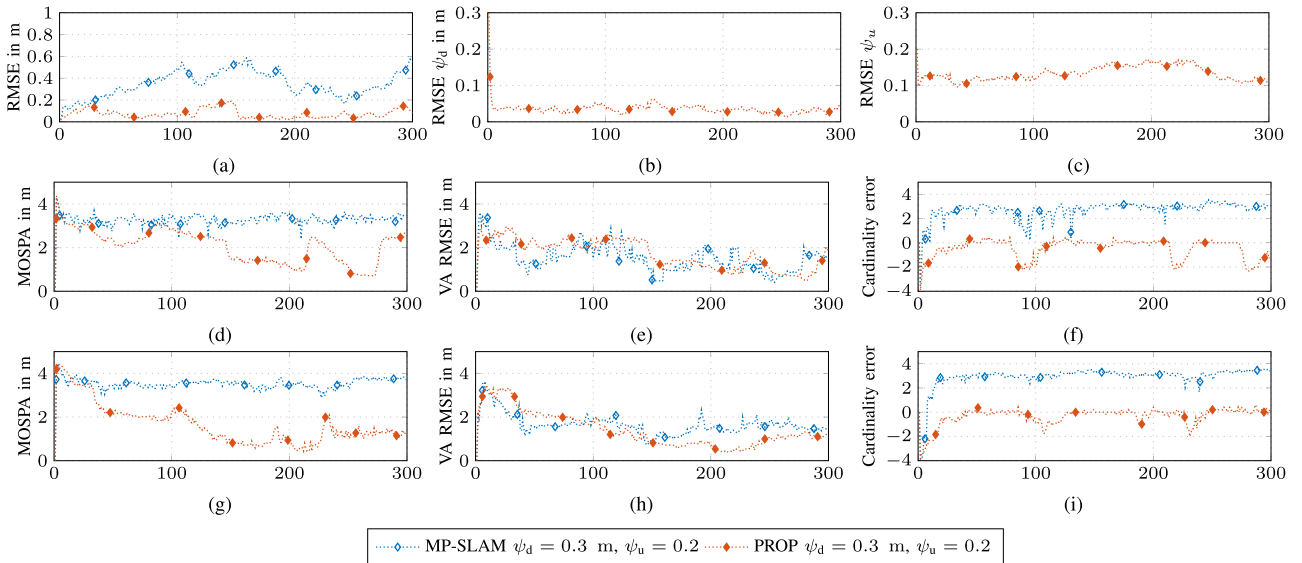 RMSE in m
1
0.8
0.6
0.4
0.2
0
0 100 200 300
(a)
RMSE ψd in m
0.3
0.2
0.1
0
0 100 200 300
(b)
RMSE ψu
0.3
0.2
0.1
0
0 100 200 300
(c)
MOSPA in m
4
2
0
0 100 200 300
(d)
VA RMSE in m
4
2
0
0 100 200 300
(e)
Cardinality error
4
2
0
−2
−4
0 100 200 300
(f)
MOSPA in m
4
2
0
0 100 200 300
(g)
VA RMSE in m
4
2
0
0 100 200 300
(h)
Cardinality error
4
2
0
−2
−4
0 100 200 300
(i)
MP-SLAM ψd = 0.3 m, ψu = 0.2 PROP ψd = 0.3 m, ψu = 0.2